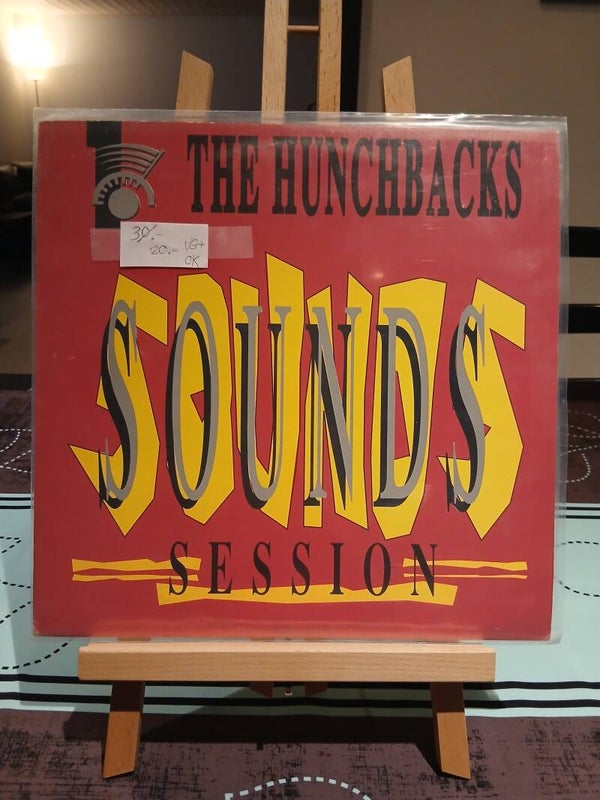 THE HUNCHBACKS
30.-
20.- VG+
OK
SOUNDS
SESSION